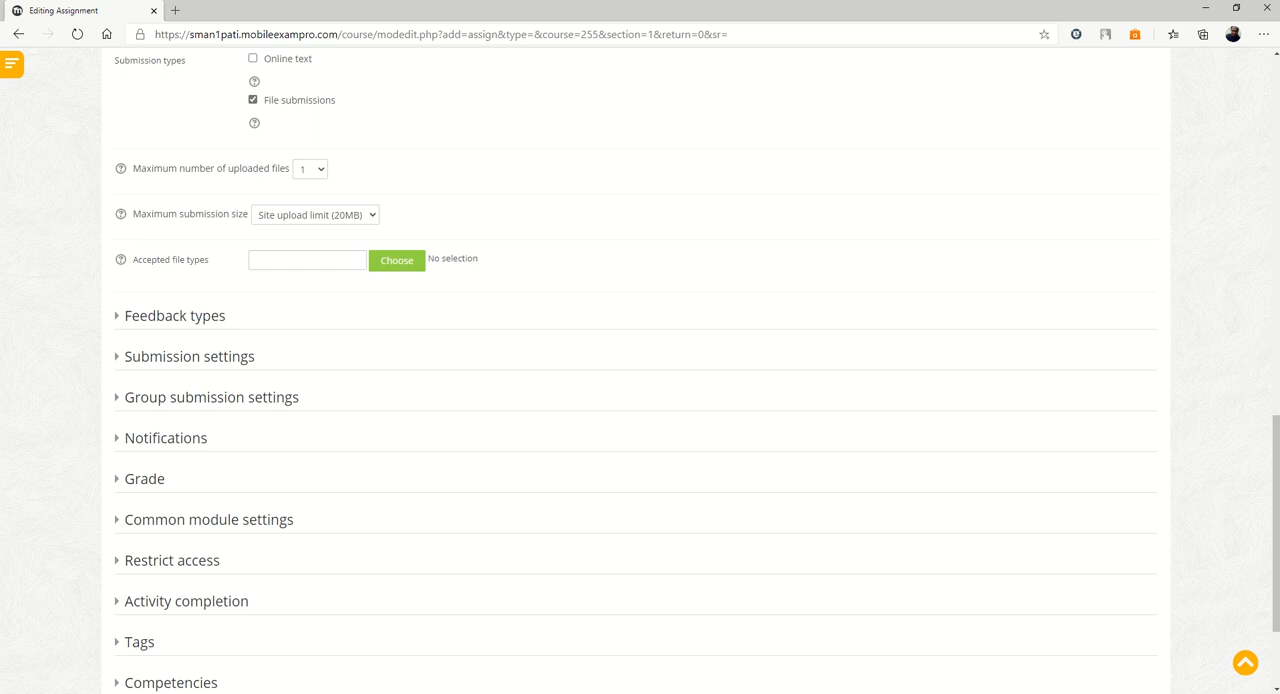 Editing Assignment
https://sman1pati.mobileexampro.com/course/modedit.php?add=assign&type=&course=255&section=1&return=0&sr=
Submission types
Online text
File submissions
Maximum number of uploaded files 1
Maximum submission size Site upload limit (20MB)
Accepted file types Choose No selection
Feedback types
Submission settings
Group submission settings
Notifications
Grade
Common module settings
Restrict access
Activity completion
Tags
Competencies